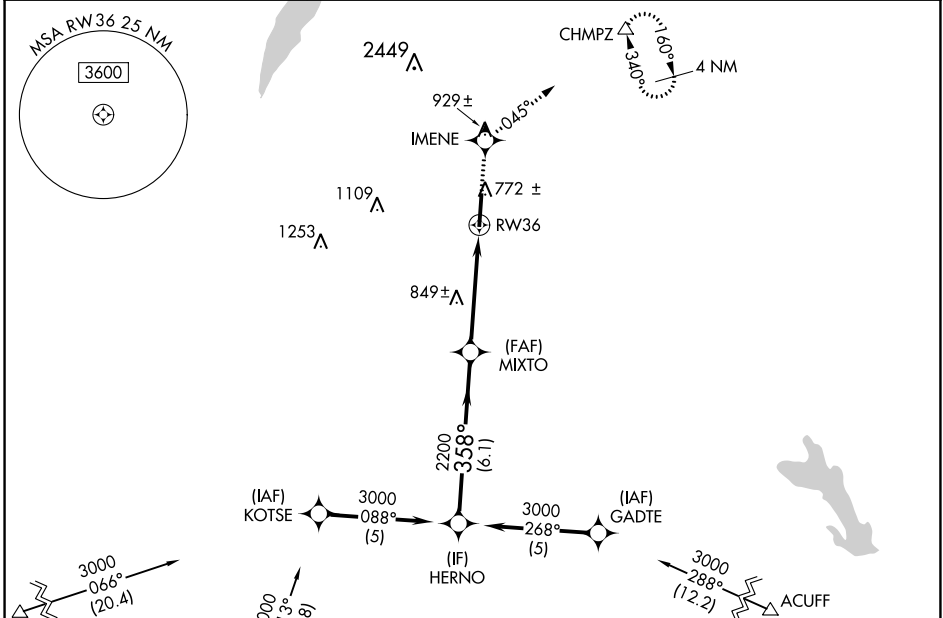 MSA RW36 25 NM
3600
2449
929±
IMENE
045°
CHMPZ
340°
160°
4 NM
772 ±
1109
1253
RW36
849±
(FAF)
MIXTO
2200
358°
(6.1)
(IAF)
KOTSE
3000
088°
(5)
(IF)
HERNO
3000
268°
(5)
(IAF)
GADTE
3000
066°
(20.4)
3000
288°
(12.2)
ACUFF